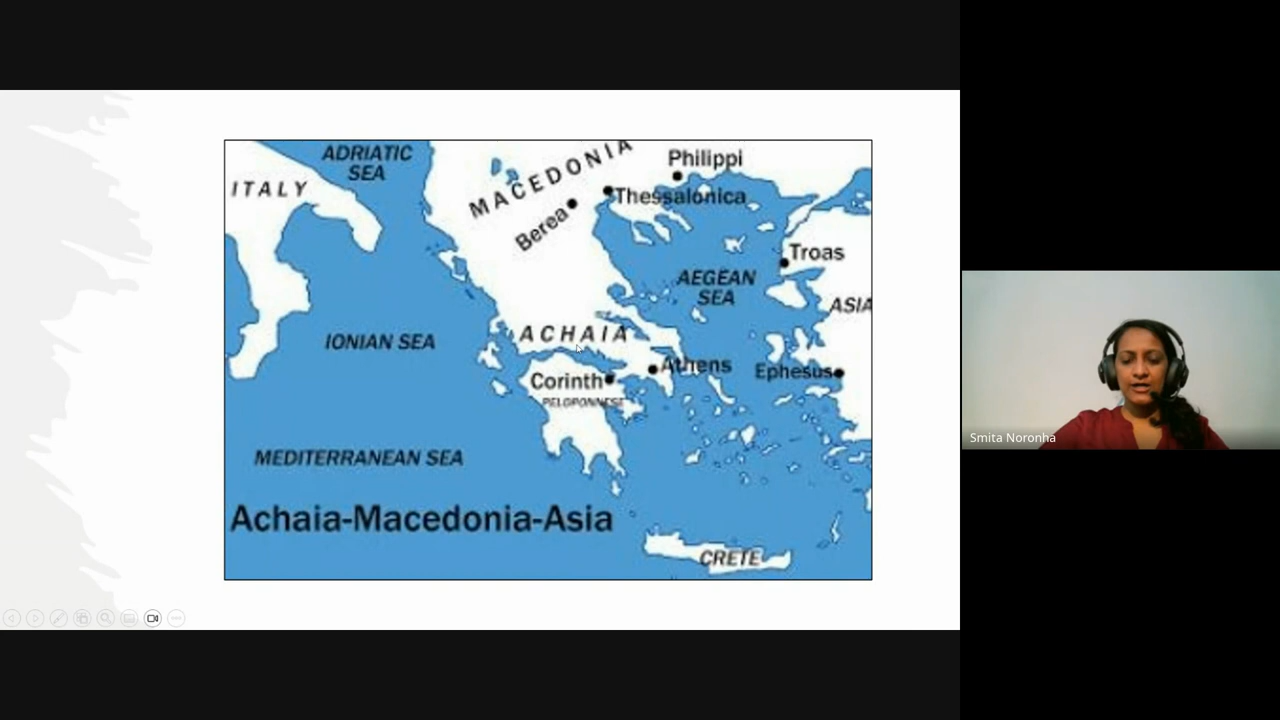 ADRIATIC
SEA
ITALY
MACEDONIA
Philippi
Thessalonica
Berea
Troas
AEGEAN
SEA
ASIA
IONIAN SEA
ACHAIA
Athens
Ephesus
Corinth
PELOPONNESE
MEDITERRANEAN SEA
Achaia-Macedonia-Asia
CRETE
Smita Noronha